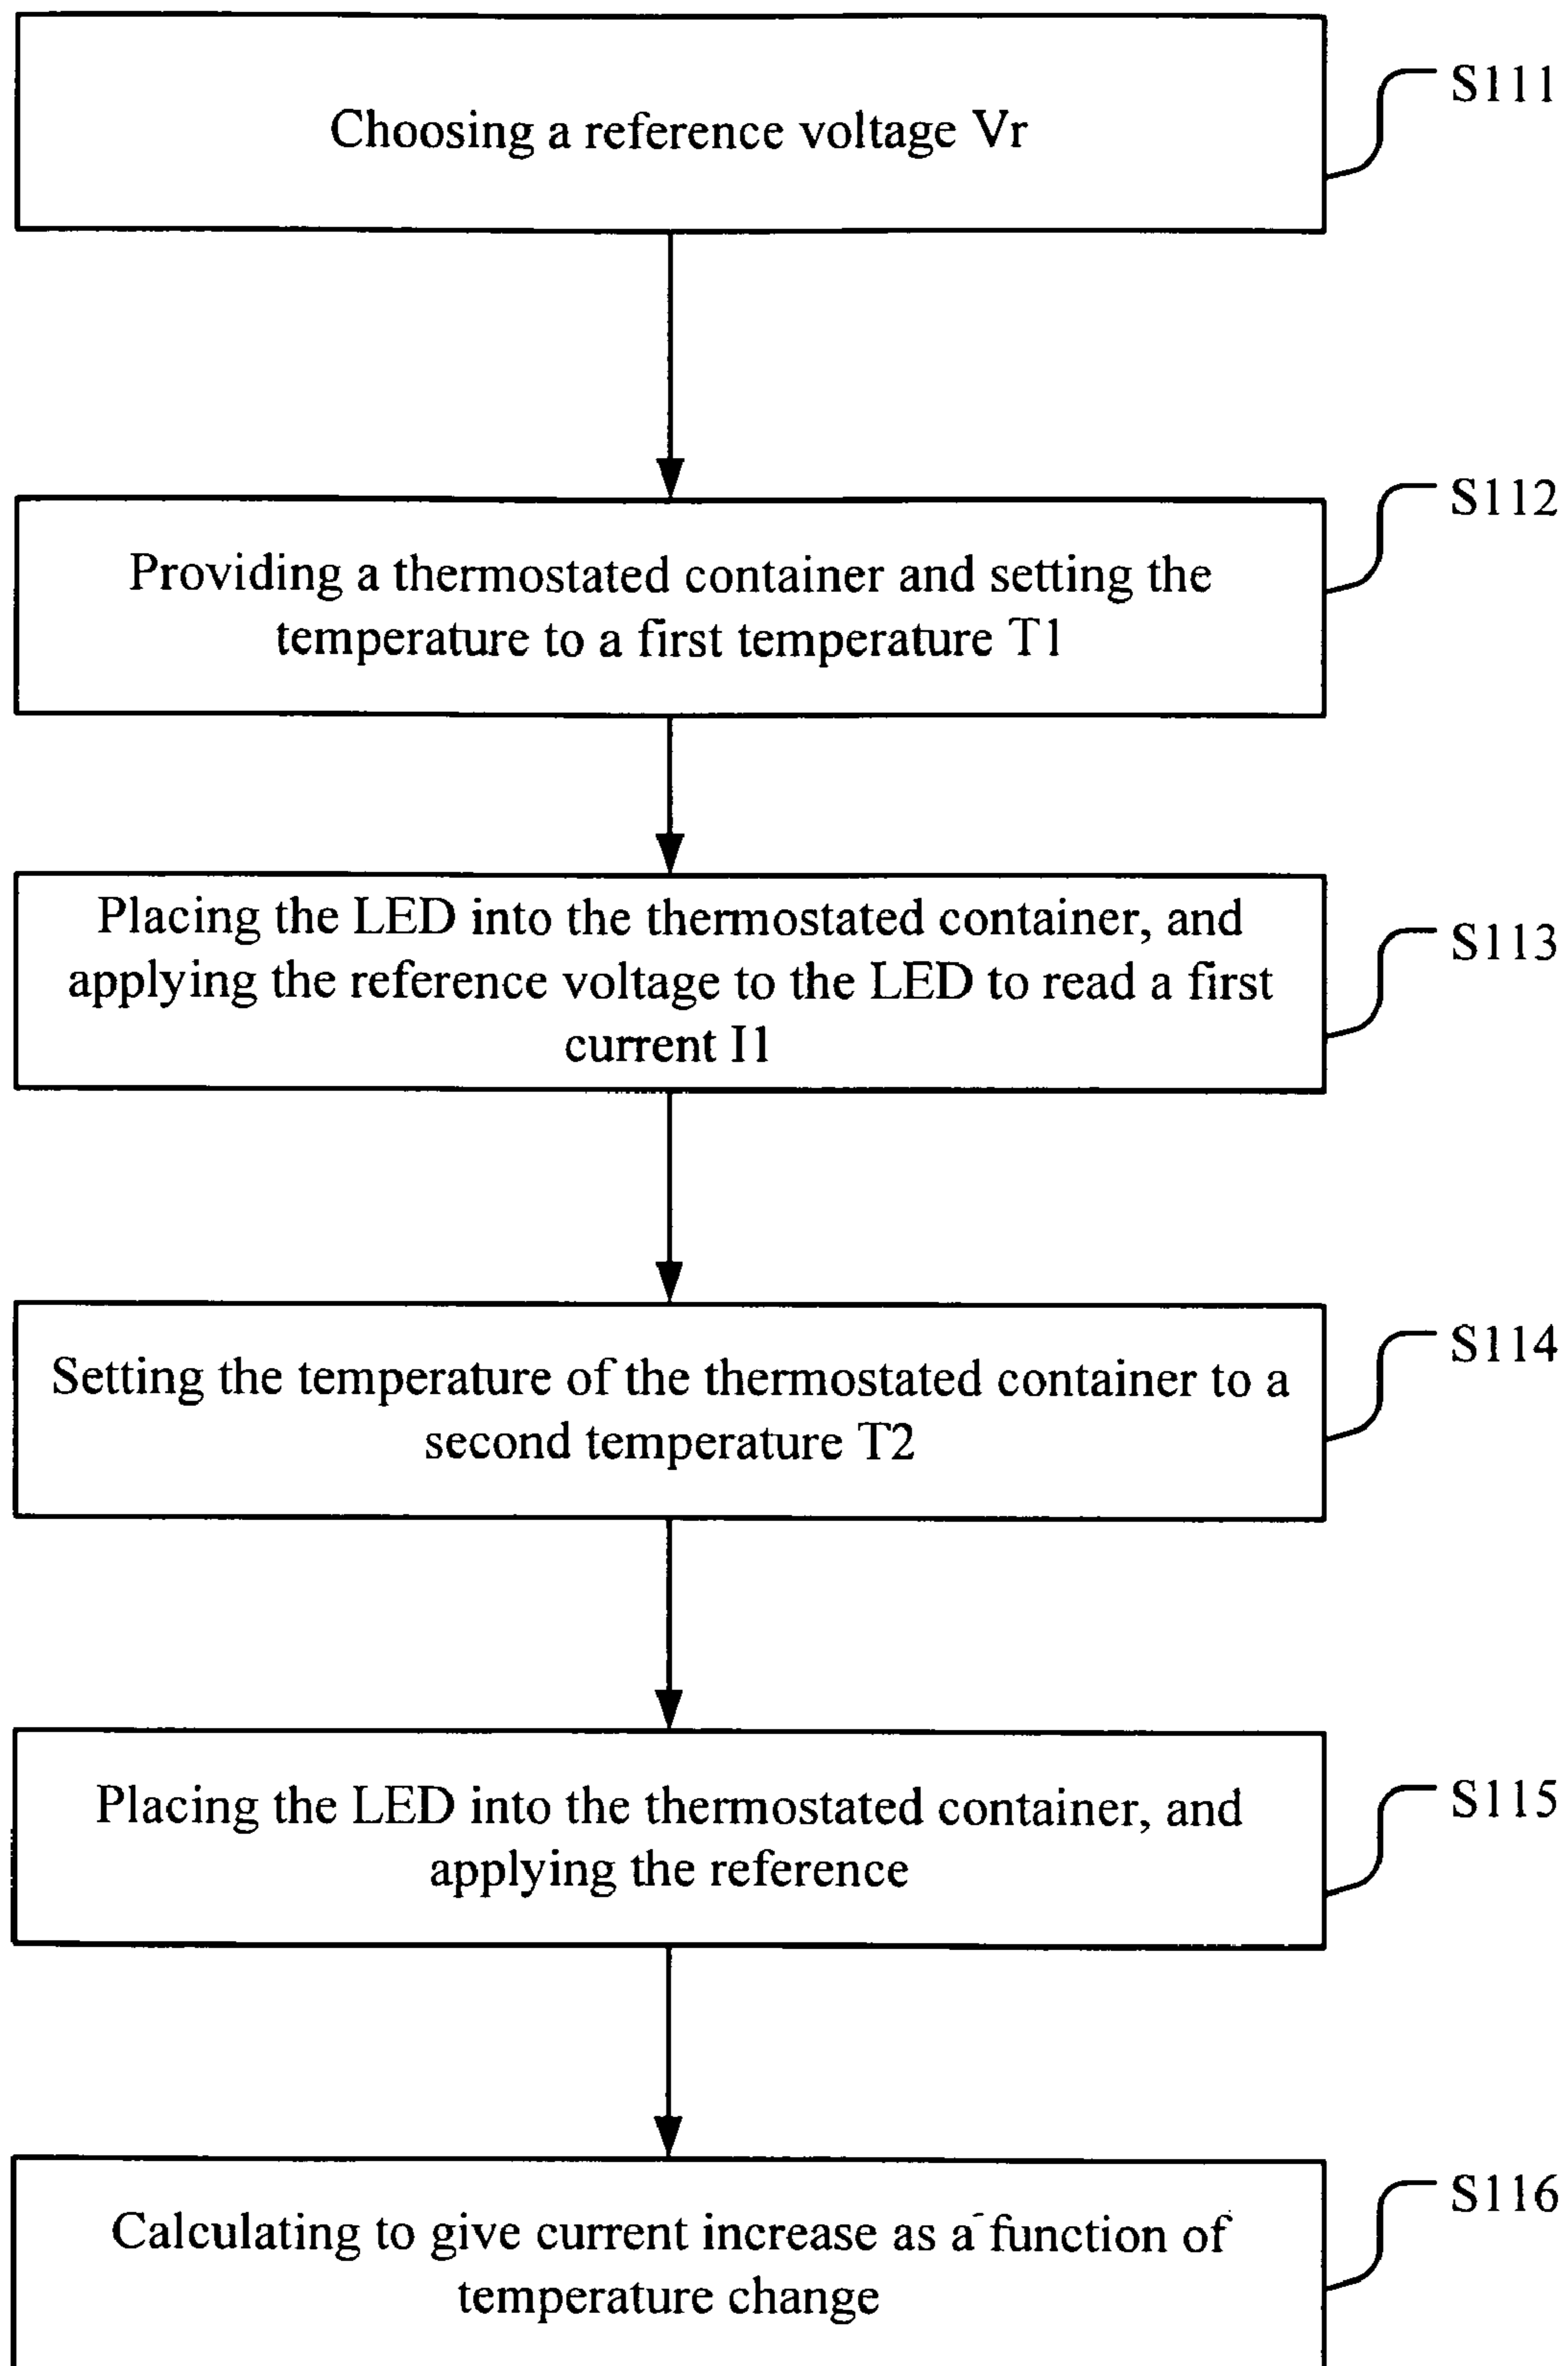 Choosing a reference voltage Vr
S111
Providing a thermostated container and setting the
temperature to a first temperature T1
S112
Placing the LED into the thermostated container, and
applying the reference voltage to the LED to read a first
current I1
S113
Setting the temperature of the thermostated container to a
second temperature T2
S114
Placing the LED into the thermostated container, and
applying the reference
S115
Calculating to give current increase as a function of
temperature change
S116